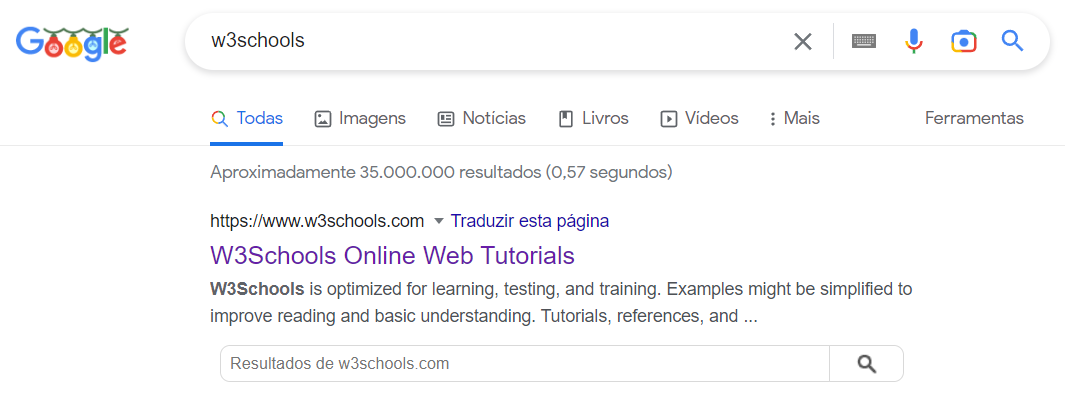 Google
w3schools
Todas Imagens Notícias Livros Vídeos Mais Ferramentas
Aproximadamente 35.000.000 resultados (0,57 segundos)
https://www.w3schools.com Traduzir esta página
W3Schools Online Web Tutorials
W3Schools is optimized for learning, testing, and training. Examples might be simplified to
improve reading and basic understanding. Tutorials, references, and ...
Resultados de w3schools.com